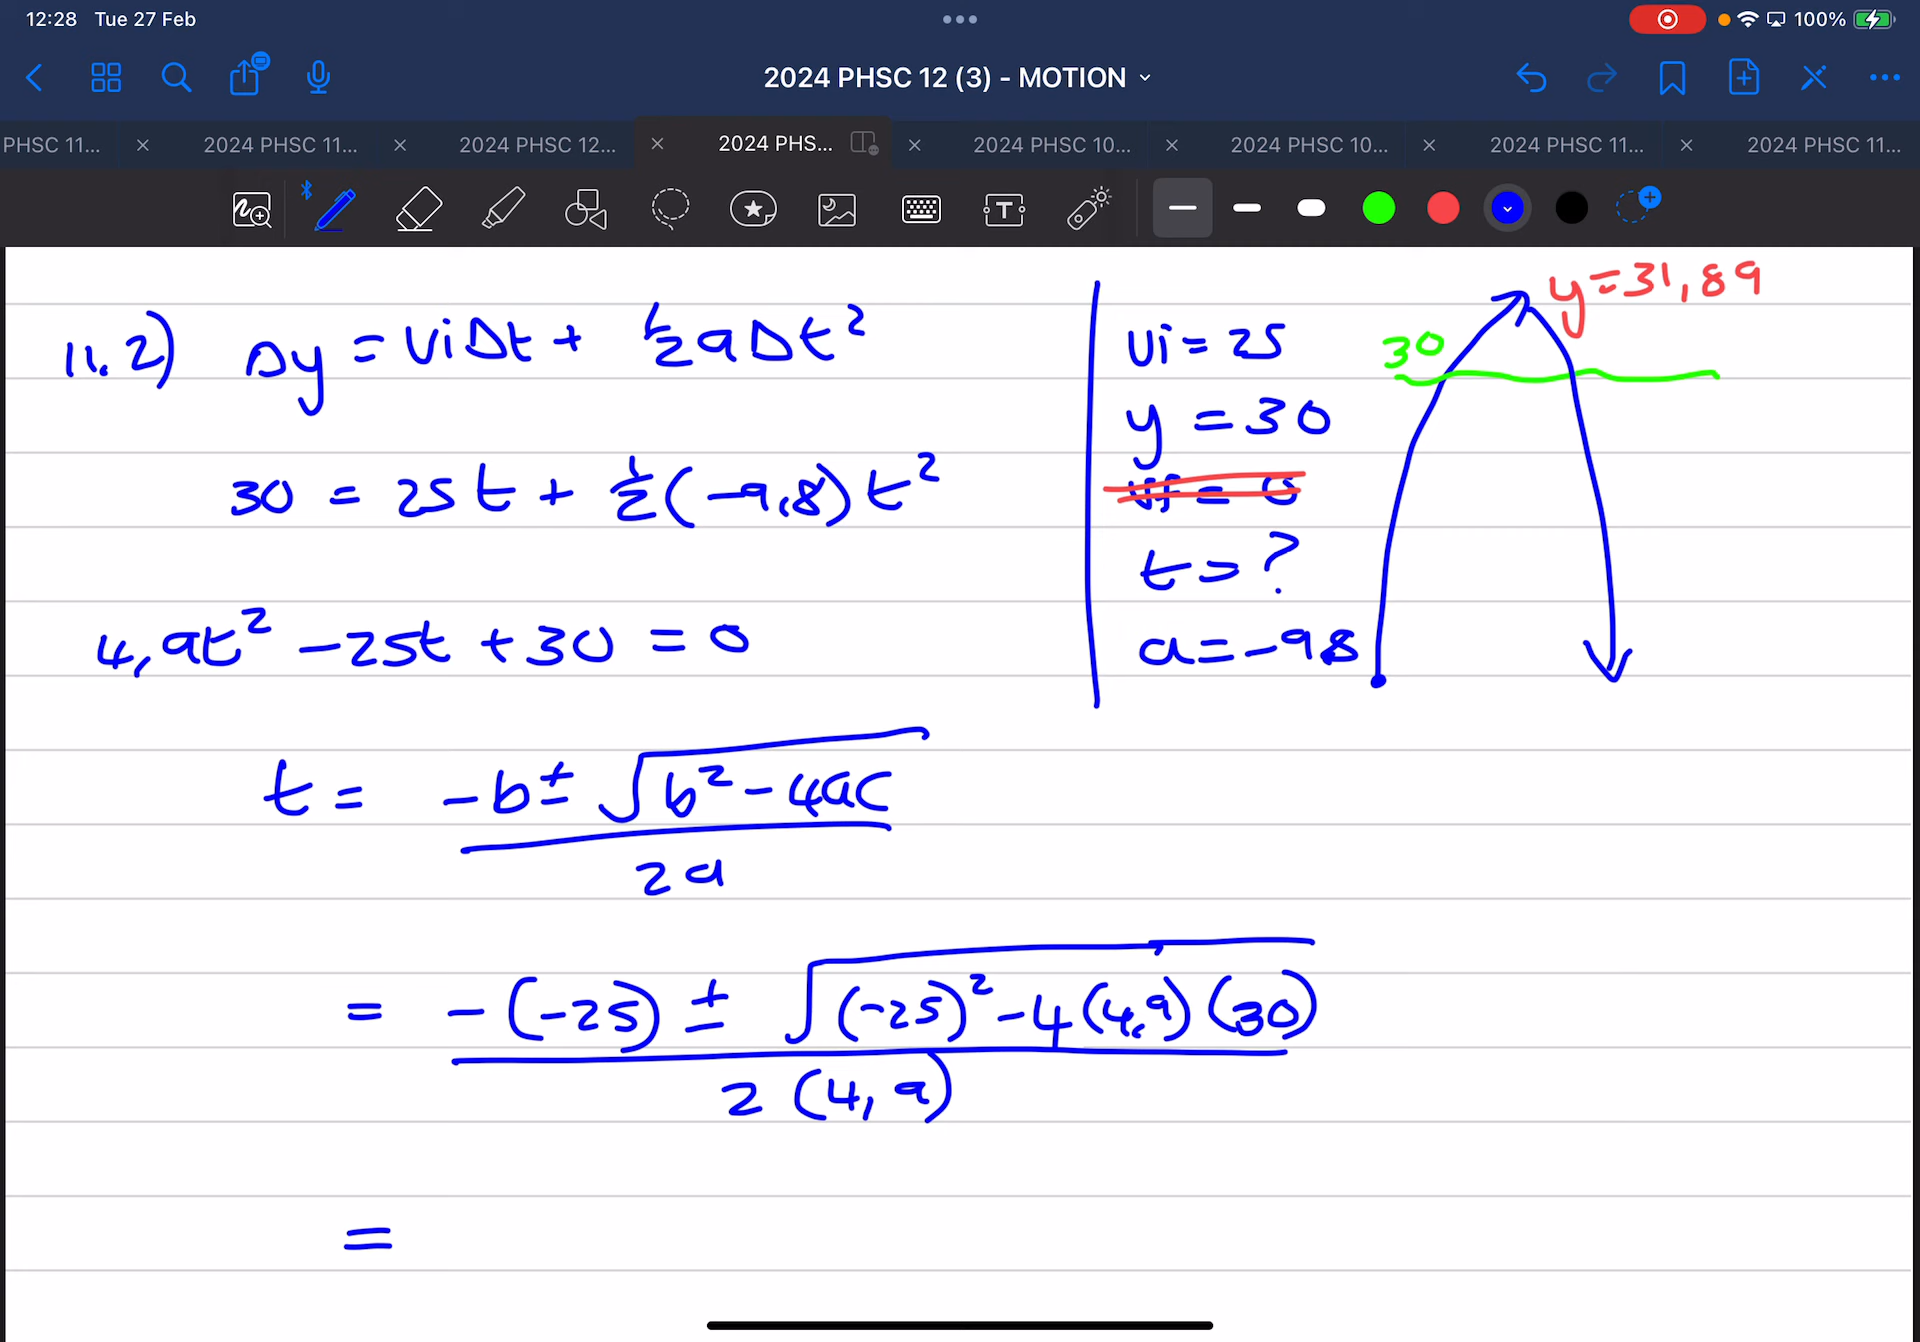 12:28 Tue 27 Feb 100%
2024 PHSC 12 (3) - MOTION
PHSC 11... 2024 PHSC 11... 2024 PHSC 12... 2024 PHS... 2024 PHSC 10... 2024 PHSC 10... 2024 PHSC 11... 2024 PHSC 11...
11.2) Δy = ViΔt + ½aΔt²
30 = 25t + ½(-9,8)t²
4,9t² - 25t + 30 = 0
t = -b ± √b² - 4ac
2a
= -(-25) ± √(-25)² - 4(4,9)(30)
2(4,9)
=
Vi = 25
y = 30
Vf = 0
t = ?
a = -9.8
30
y = 31,89